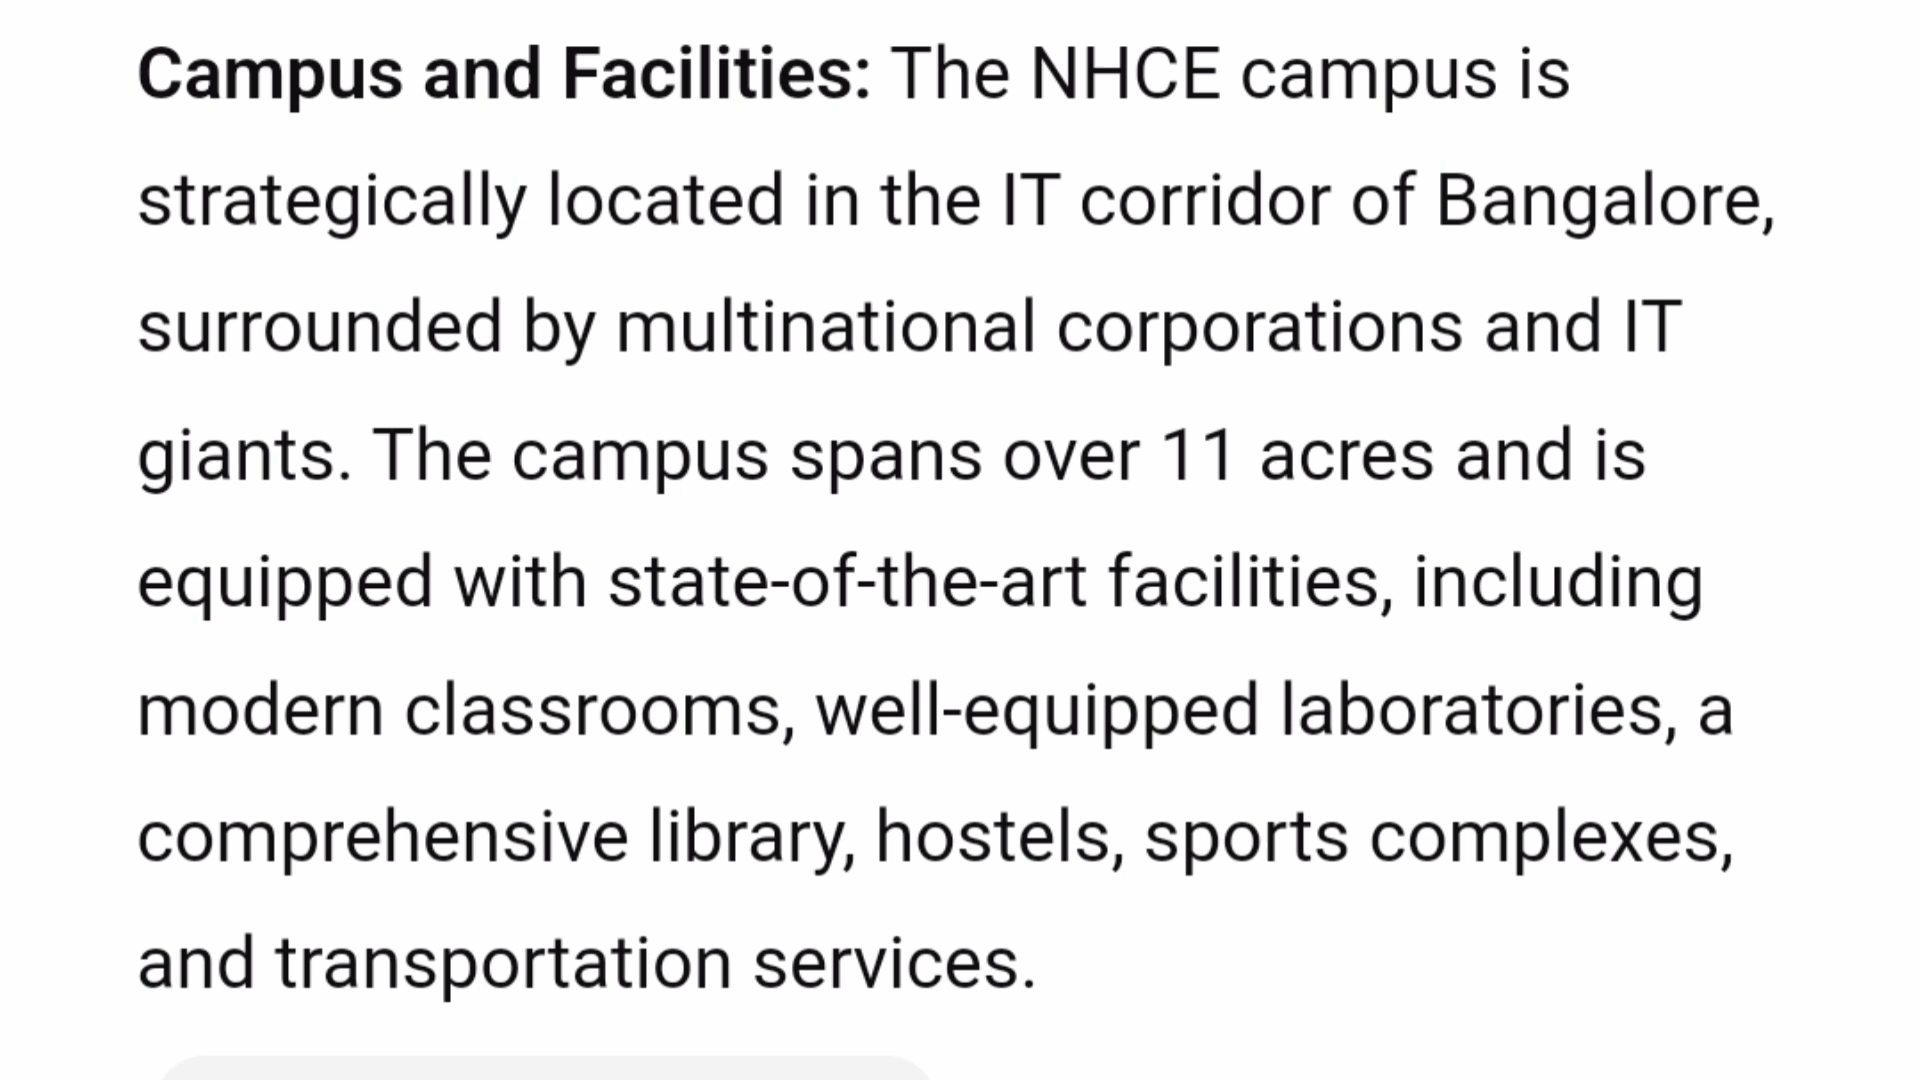 Campus and Facilities: The NHCE campus is
strategically located in the IT corridor of Bangalore,
surrounded by multinational corporations and IT
giants. The campus spans over 11 acres and is
equipped with state-of-the-art facilities, including
modern classrooms, well-equipped laboratories, a
comprehensive library, hostels, sports complexes,
and transportation services.